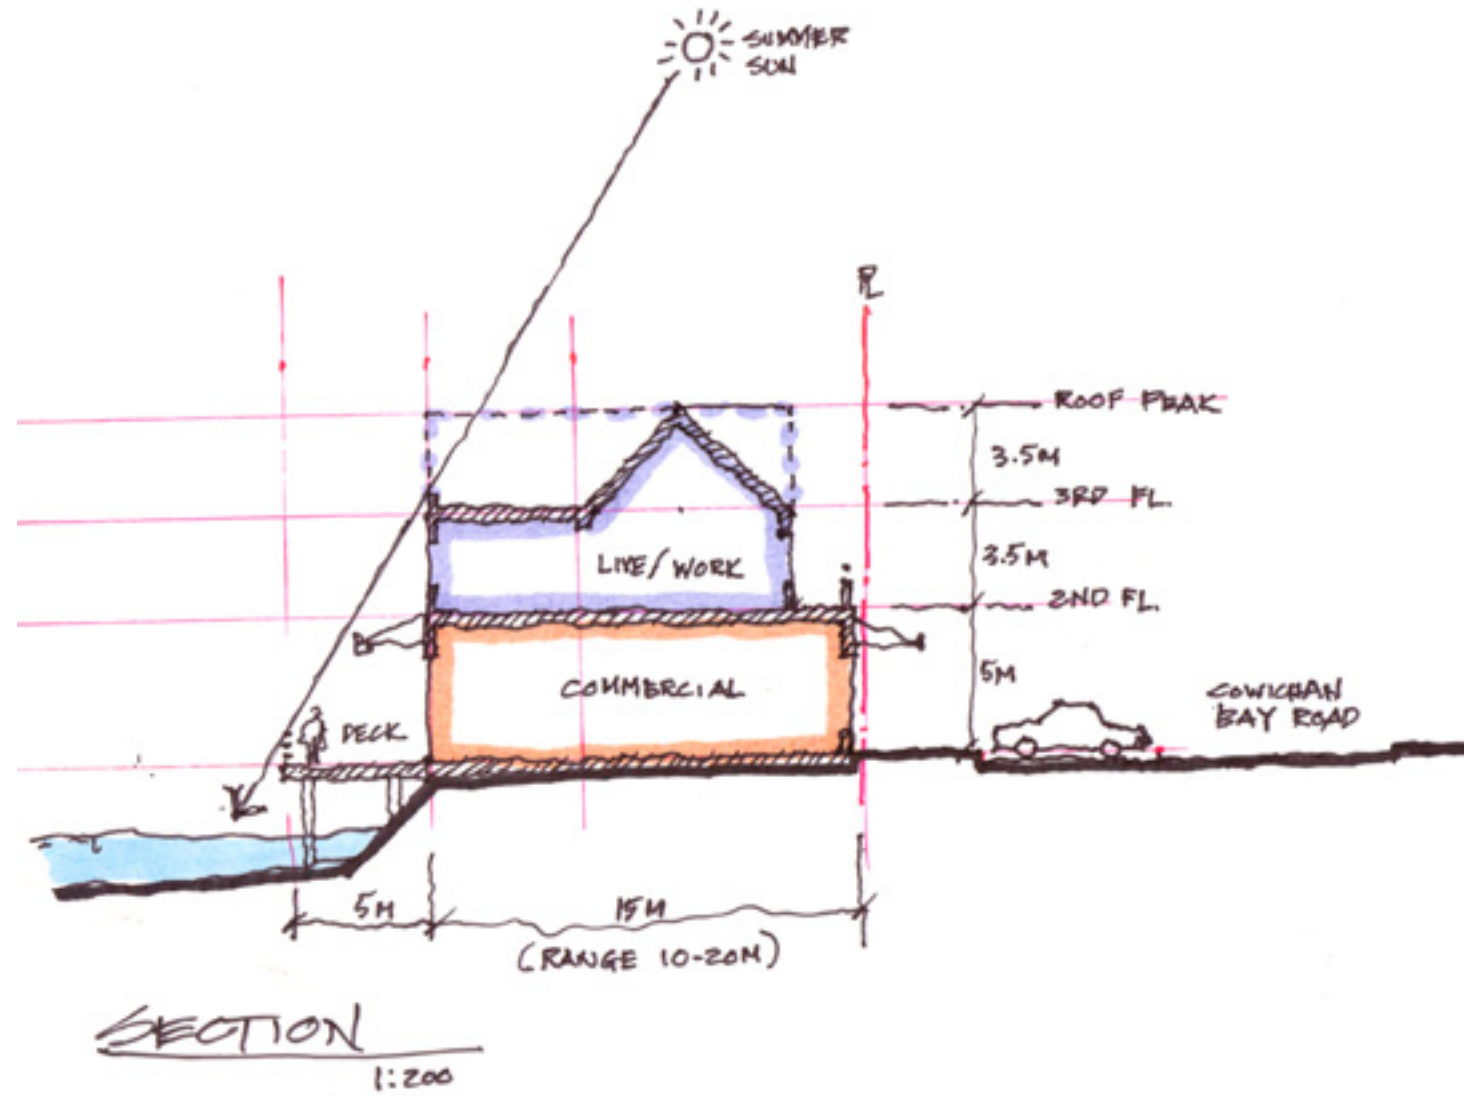 SUMMER
SUN
PL
ROOF PEAK
3.5M
3RD FL.
3.5M
2ND FL.
5M
LIVE/WORK
COMMERCIAL
DECK
COWICHAN
BAY ROAD
5M
15M
(RANGE 10-20M)
SECTION
1:200